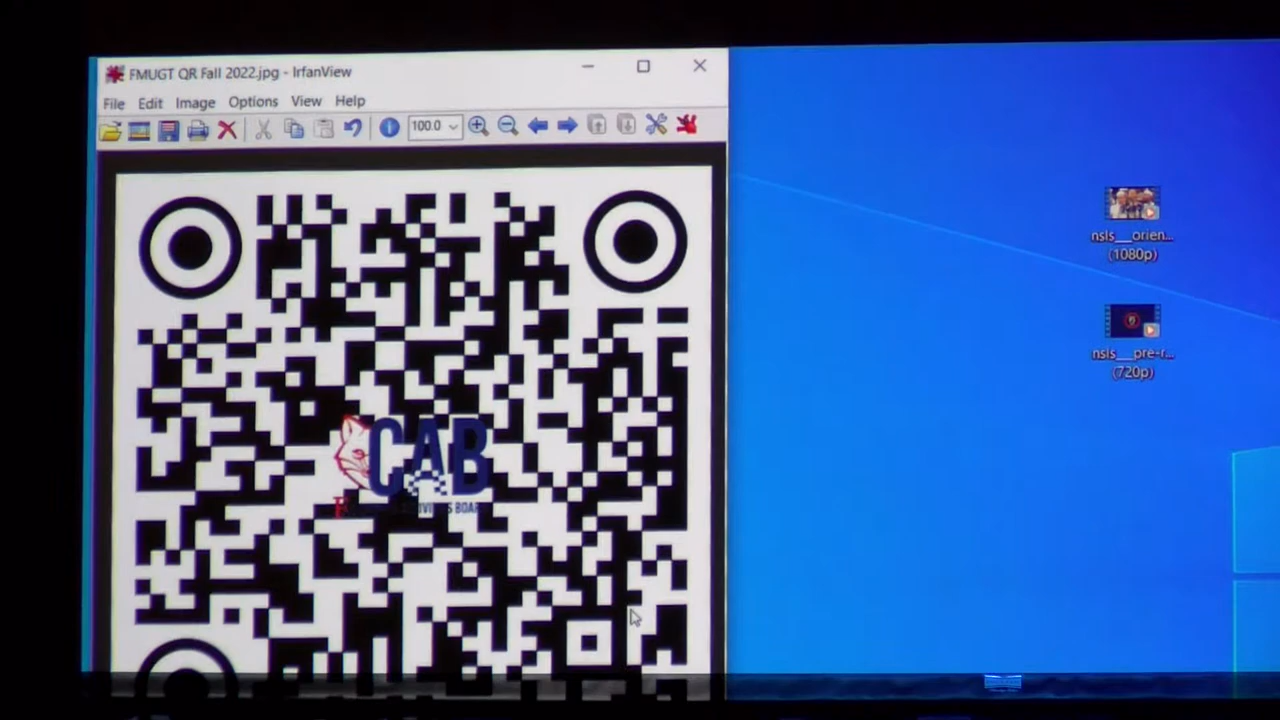 FMUGT QR Fall 2022.jpg - IrfanView
File Edit Image Options View Help
100.0
nsls__orien...
(1080p)
nsls__pre-r...
(720p)
CAB